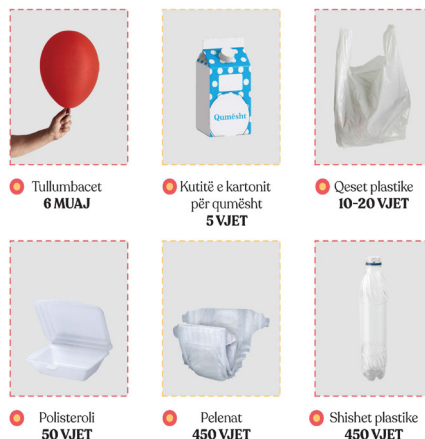 Qumësht
Tullumbacet
6 MUAJ
Kutitë e kartonit
për qumësht
5 VJET
Qeset plastike
10-20 VJET
Polisteroli
50 VJET
Pelenat
450 VJET
Shishet plastike
450 VJET